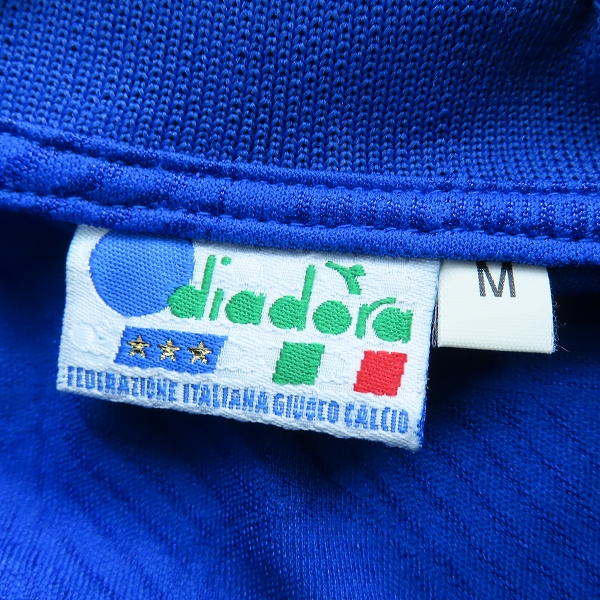 diadora
M
FEDERAZIONE ITALIANA GIUOCO CALCIO